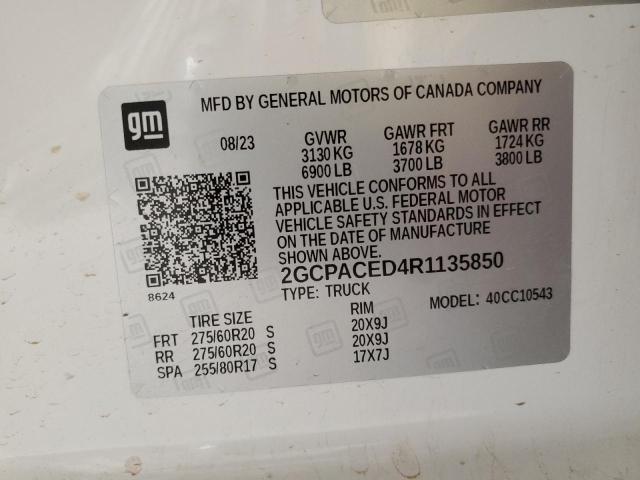 gm
MFD BY GENERAL MOTORS OF CANADA COMPANY
08/23 GVWR GAWR FRT GAWR RR
3130 KG 1678 KG 1724 KG
6900 LB 3700 LB 3800 LB
THIS VEHICLE CONFORMS TO ALL
APPLICABLE U.S. FEDERAL MOTOR
VEHICLE SAFETY STANDARDS IN EFFECT
ON THE DATE OF MANUFACTURE
SHOWN ABOVE.
2GCPACED4R1135850
8624
TYPE: TRUCK MODEL: 40CC10543
TIRE SIZE RIM
FRT 275/60R20 S 20X9J
RR 275/60R20 S 20X9J
SPA 255/80R17 S 17X7J